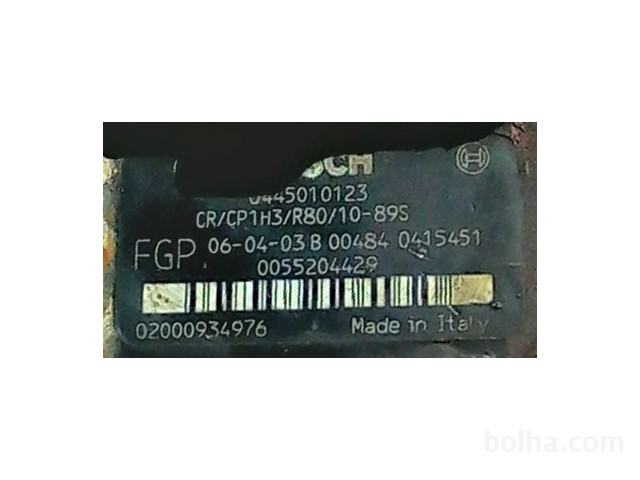 0445010123
CR/CP1H3/R80/10-89S
FGP 06-04-03 B 00484 0415451
0055204429
02000934976 Made in Italy
bolha.com